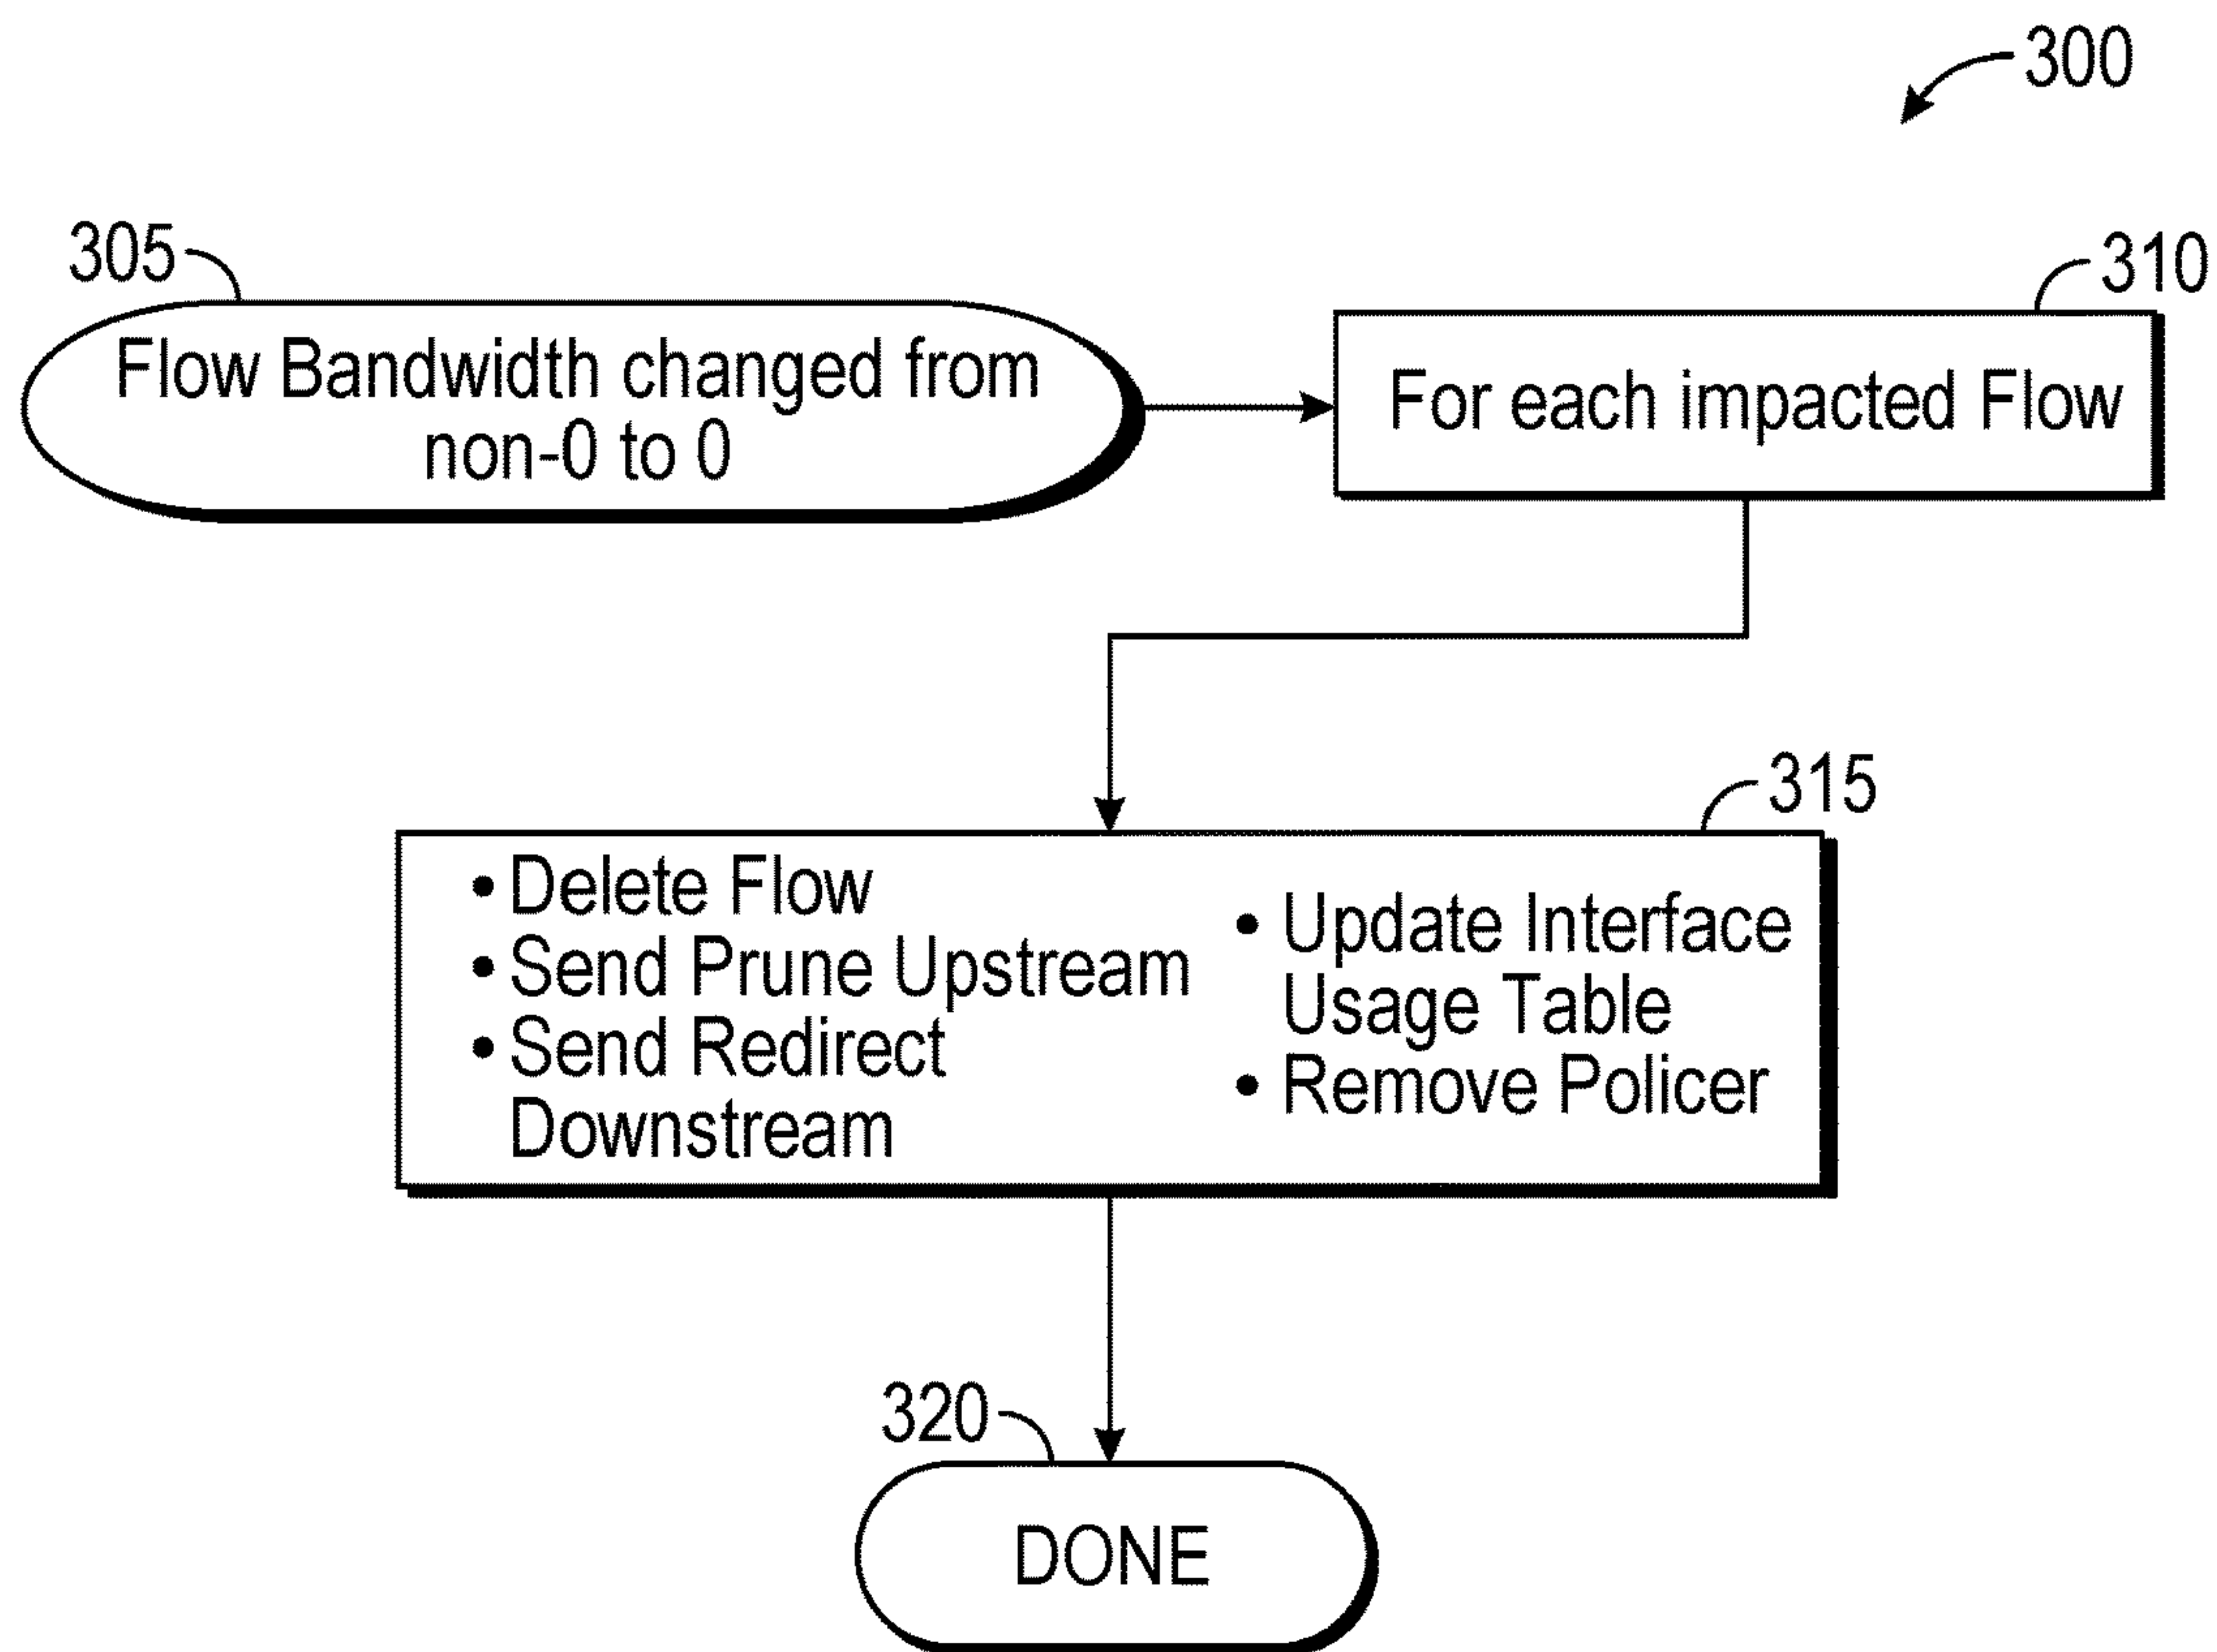 300
305
Flow Bandwidth changed from
non-0 to 0
310
For each impacted Flow
315
• Delete Flow
• Send Prune Upstream
• Send Redirect
Downstream
• Update Interface
Usage Table
• Remove Policer
320
DONE